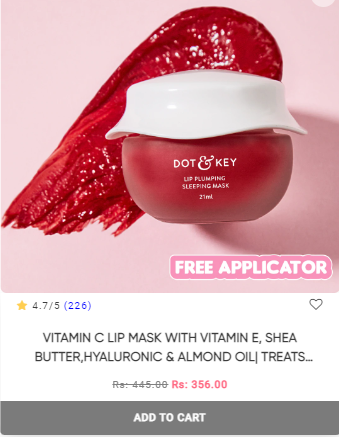 DOT & KEY
LIP PLUMPING
SLEEPING MASK
21ml
FREE APPLICATOR
4.7/5 (226)
VITAMIN C LIP MASK WITH VITAMIN E, SHEA
BUTTER,HYALURONIC & ALMOND OIL| TREATS...
Rs: 445.00 Rs: 356.00
ADD TO CART